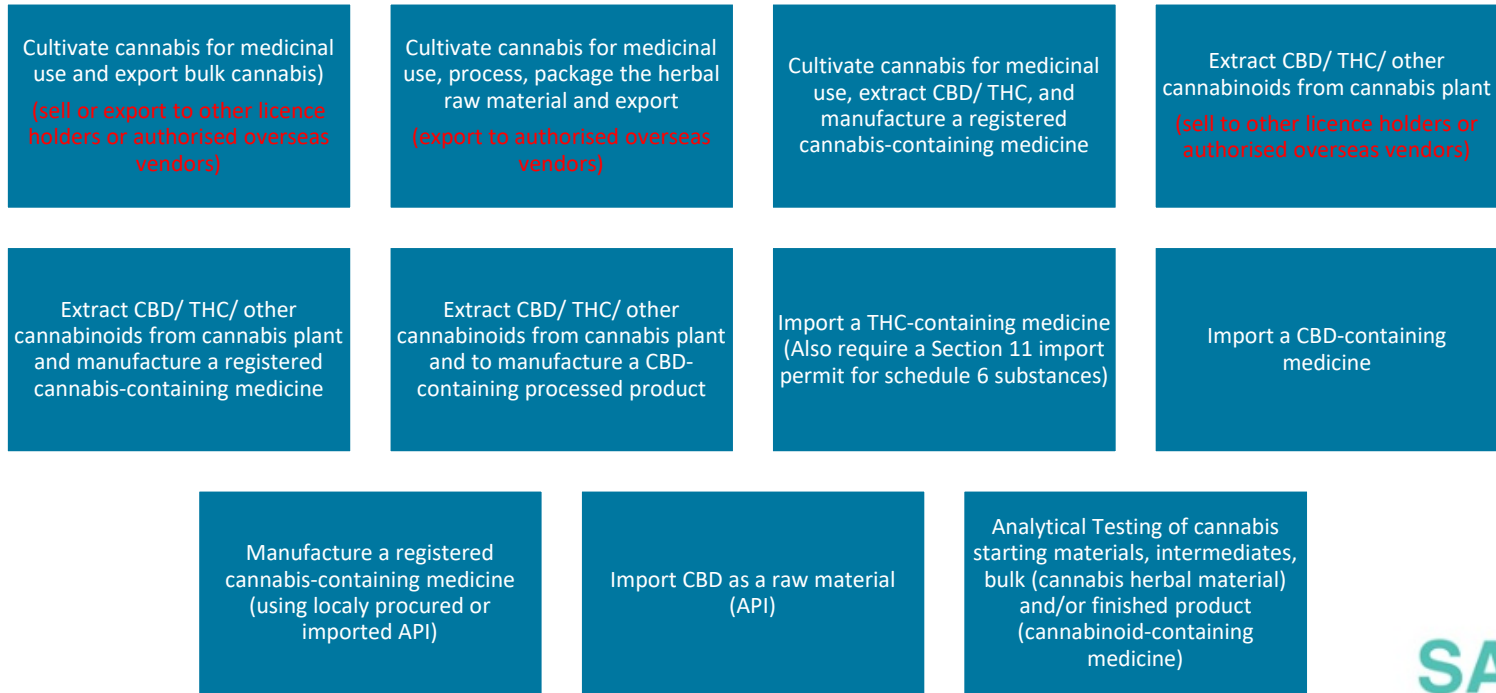 Cultivate cannabis for medicinal
use and export bulk cannabis)
(sell or export to other licence
holders or authorised overseas
vendors)
Cultivate cannabis for medicinal
use, process, package the herbal
raw material and export
(export to authorised overseas
vendors)
Cultivate cannabis for medicinal
use, extract CBD/ THC, and
manufacture a registered
cannabis-containing medicine
Extract CBD/ THC/ other
cannabinoids from cannabis plant
(sell to other licence holders or
authorised overseas vendors)
Extract CBD/ THC/ other
cannabinoids from cannabis plant
and manufacture a registered
cannabis-containing medicine
Extract CBD/ THC/ other
cannabinoids from cannabis plant
and to manufacture a CBD-
containing processed product
Import a THC-containing medicine
(Also require a Section 11 import
permit for schedule 6 substances)
Import a CBD-containing
medicine
Manufacture a registered
cannabis-containing medicine
(using localy procured or
imported API)
Import CBD as a raw material
(API)
Analytical Testing of cannabis
starting materials, intermediates,
bulk (cannabis herbal material)
and/or finished product
(cannabinoid-containing
medicine)
SA